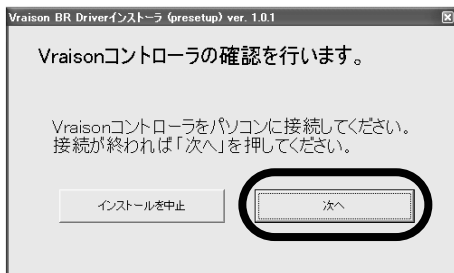 Vraison BR Driverインストーラ (presetup) ver. 1.0.1
Vraisonコントローラの確認を行います。
Vraisonコントローラをパソコンに接続してください。
接続が終われば「次へ」を押してください。
インストールを中止
次へ